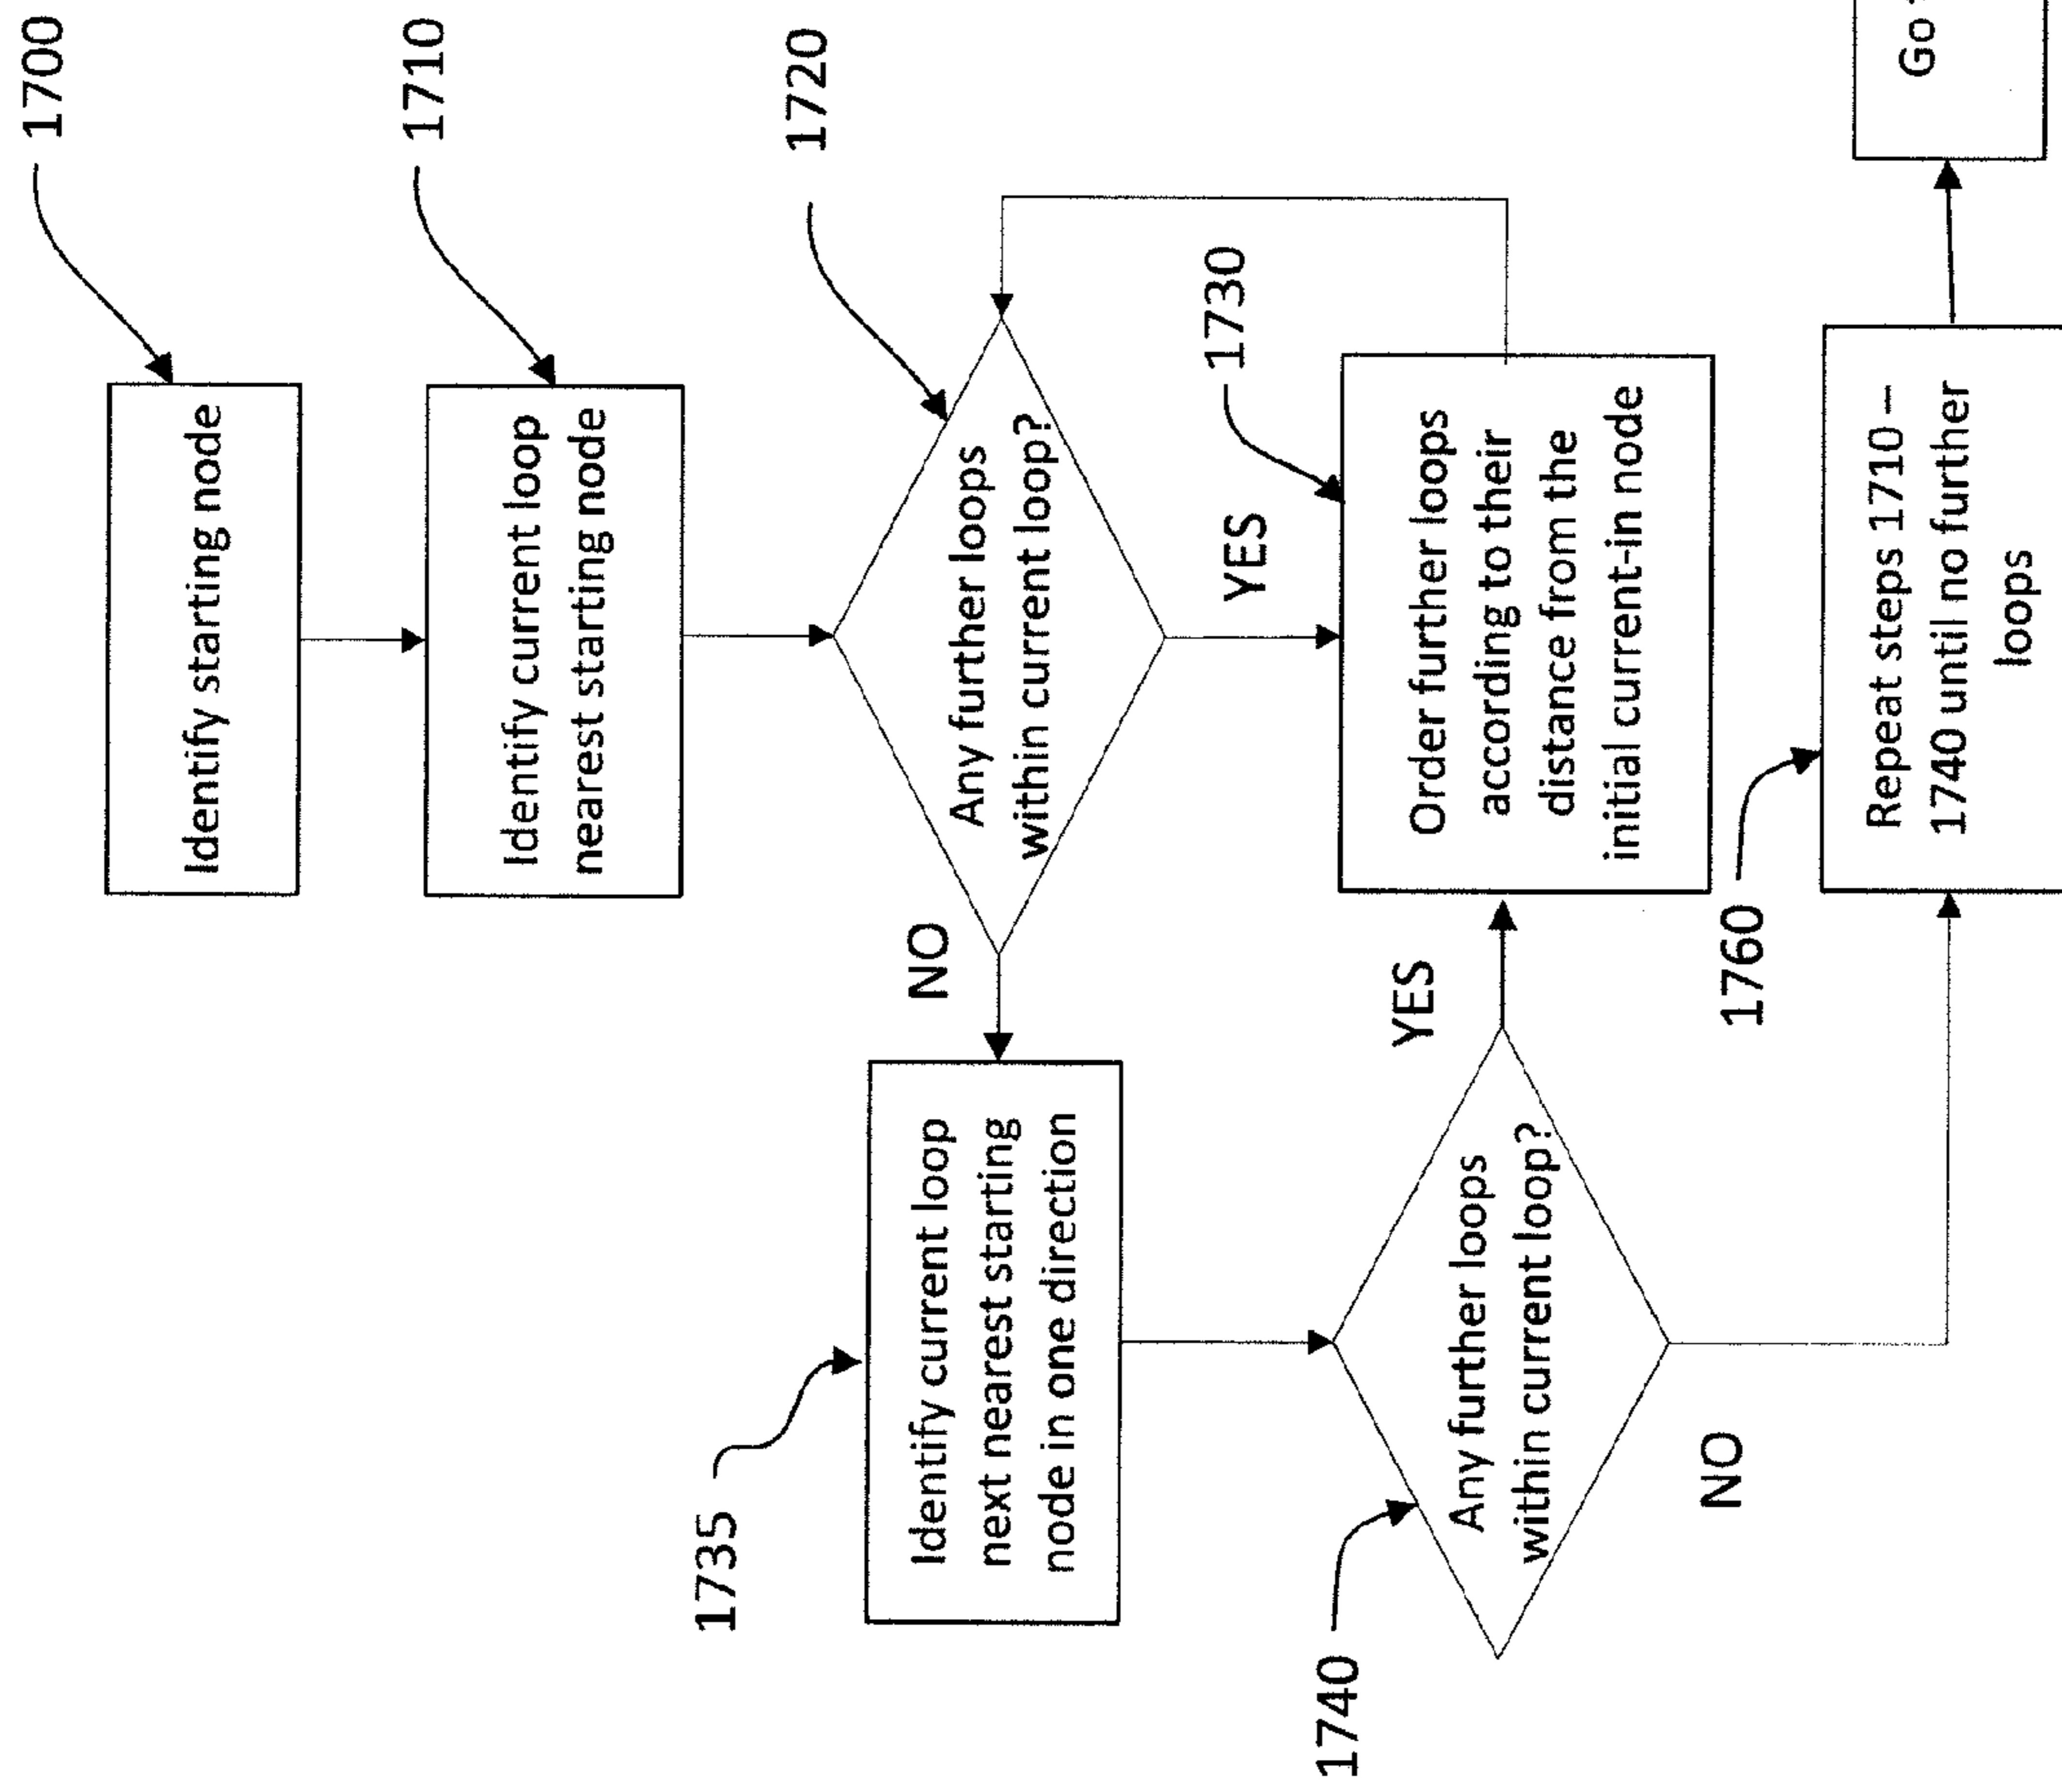 1700
Identify starting node
1710
Identify current loop
nearest starting node
1720
Any further loops
within current loop?
NO
YES
1735
Identify current loop
next nearest starting
node in one direction
1730
Order further loops
according to their
distance from the
initial current-in node
1740
Any further loops
within current loop?
YES
NO
1760
Repeat steps 1710 –
1740 until no further
loops
Go